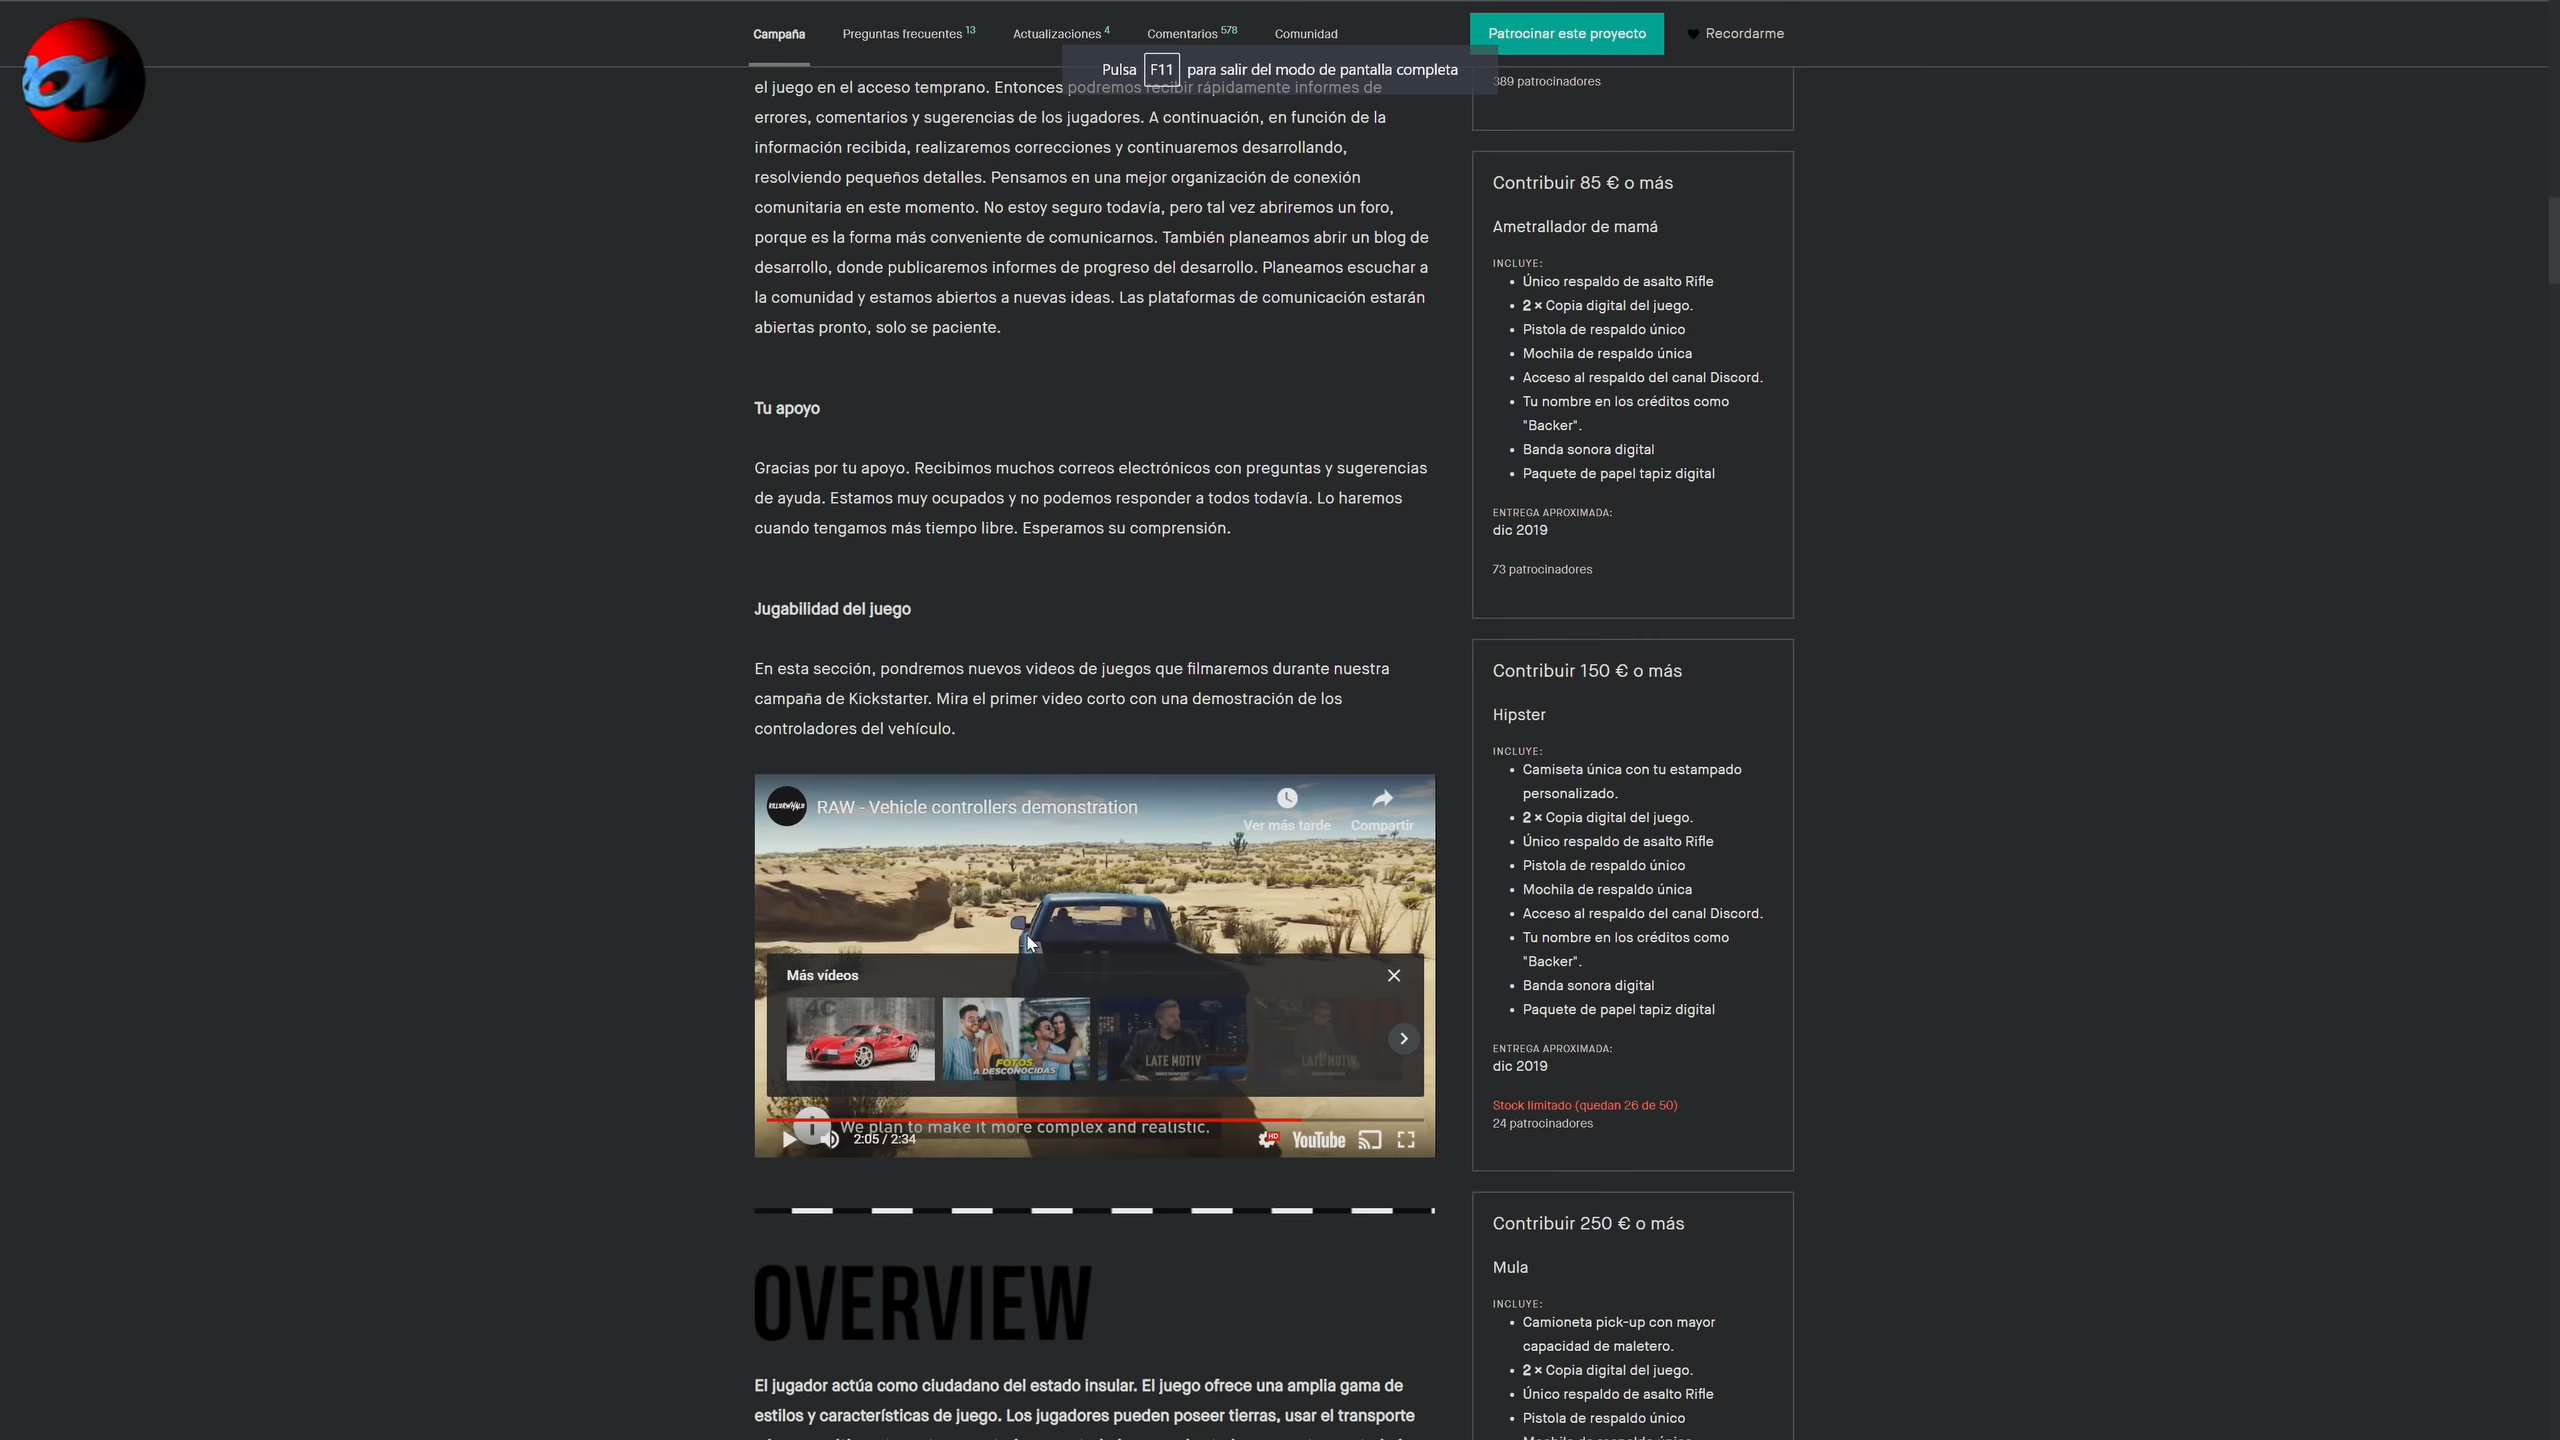 Campaña
Preguntas frecuentes 13
Actualizaciones 4
Comentarios 578
Comunidad
Patrocinar este proyecto
Recordarme
Pulsa F11 para salir del modo de pantalla completa
el juego en el acceso temprano. Entonces podremos recibir rápidamente informes de
errores, comentarios y sugerencias de los jugadores. A continuación, en función de la
información recibida, realizaremos correcciones y continuaremos desarrollando,
resolviendo pequeños detalles. Pensamos en una mejor organización de conexión
comunitaria en este momento. No estoy seguro todavía, pero tal vez abriremos un foro,
porque es la forma más conveniente de comunicarnos. También planeamos abrir un blog de
desarrollo, donde publicaremos informes de progreso del desarrollo. Planeamos escuchar a
la comunidad y estamos abiertos a nuevas ideas. Las plataformas de comunicación estarán
abiertas pronto, solo se paciente.
Tu apoyo
Gracias por tu apoyo. Recibimos muchos correos electrónicos con preguntas y sugerencias
de ayuda. Estamos muy ocupados y no podemos responder a todos todavía. Lo haremos
cuando tengamos más tiempo libre. Esperamos su comprensión.
Jugabilidad del juego
En esta sección, pondremos nuevos videos de juegos que filmaremos durante nuestra
campaña de Kickstarter. Mira el primer video corto con una demostración de los
controladores del vehículo.
RAW - Vehicle controllers demonstration
Ver más tarde
Compartir
Más vídeos
4C
FOTOS
A DESCONOCIDAS
LATE MOTIV
LATE MOTIV
We plan to make it more complex and realistic.
2:05 / 2:34
HD
YouTube
OVERVIEW
El jugador actúa como ciudadano del estado insular. El juego ofrece una amplia gama de
estilos y características de juego. Los jugadores pueden poseer tierras, usar el transporte
389 patrocinadores
Contribuir 85 € o más
Ametrallador de mamá
INCLUYE:
• Único respaldo de asalto Rifle
• 2 × Copia digital del juego.
• Pistola de respaldo único
• Mochila de respaldo única
• Acceso al respaldo del canal Discord.
• Tu nombre en los créditos como
"Backer".
• Banda sonora digital
• Paquete de papel tapiz digital
ENTREGA APROXIMADA:
dic 2019
73 patrocinadores
Contribuir 150 € o más
Hipster
INCLUYE:
• Camiseta única con tu estampado
personalizado.
• 2 × Copia digital del juego.
• Único respaldo de asalto Rifle
• Pistola de respaldo único
• Mochila de respaldo única
• Acceso al respaldo del canal Discord.
• Tu nombre en los créditos como
"Backer".
• Banda sonora digital
• Paquete de papel tapiz digital
ENTREGA APROXIMADA:
dic 2019
Stock limitado (quedan 26 de 50)
24 patrocinadores
Contribuir 250 € o más
Mula
INCLUYE:
• Camioneta pick-up con mayor
capacidad de maletero.
• 2 × Copia digital del juego.
• Único respaldo de asalto Rifle
• Pistola de respaldo único